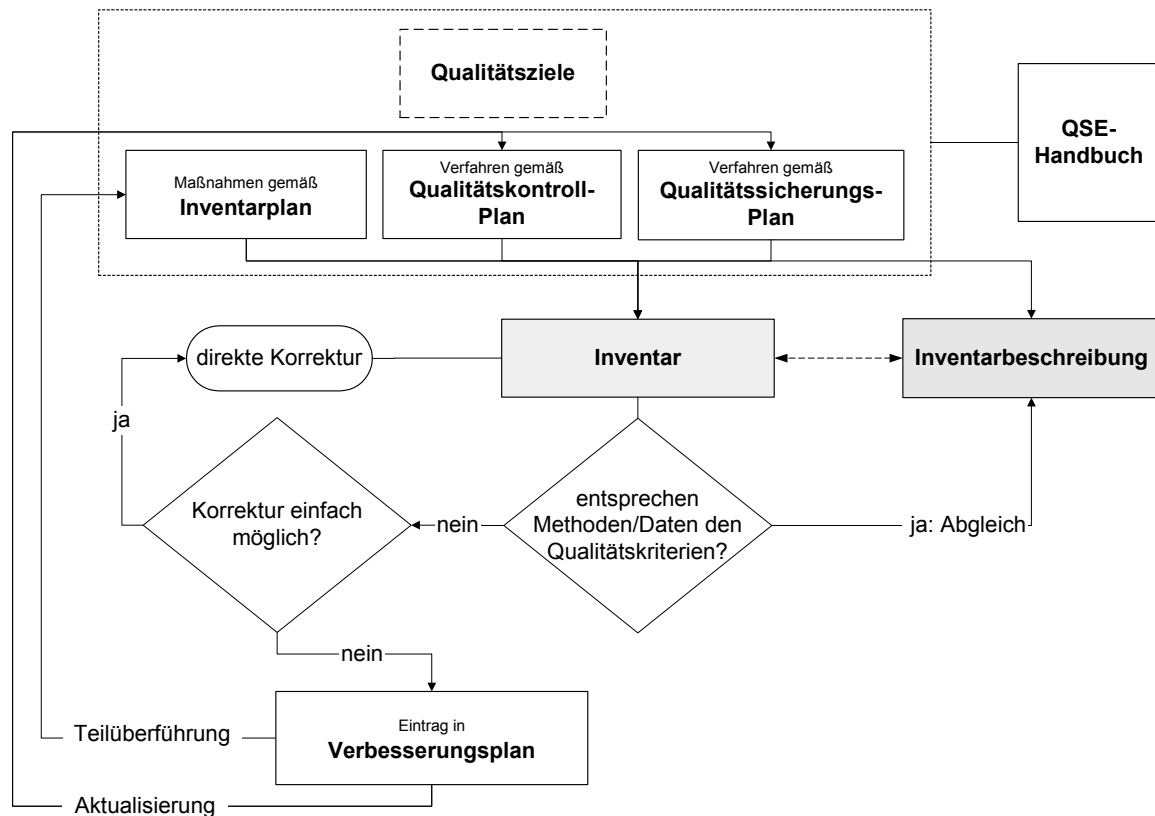 Qualitätsziele
QSE-
Handbuch
Maßnahmen gemäß
Inventarplan
Verfahren gemäß
Qualitätskontroll-
Plan
Verfahren gemäß
Qualitätssicherungs-
Plan
direkte Korrektur
Inventar
Inventarbeschreibung
ja
Korrektur einfach
möglich?
nein
entsprechen
Methoden/Daten den
Qualitätskriterien?
ja: Abgleich
nein
Teilüberführung
Eintrag in
Verbesserungsplan
Aktualisierung